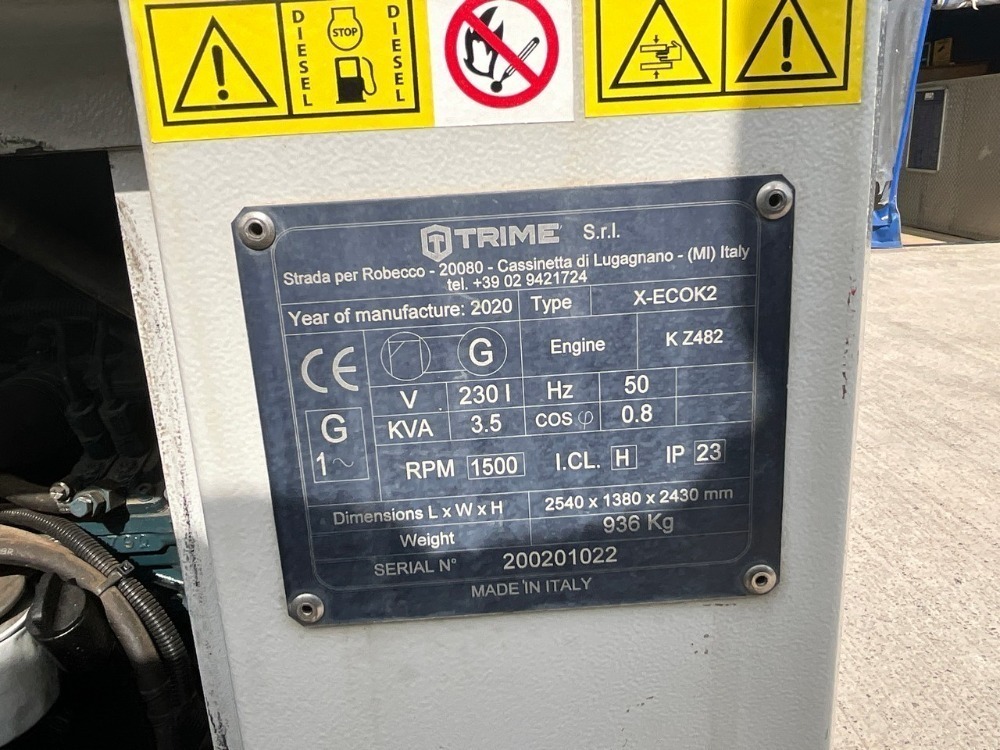 DIESEL
STOP
DIESEL
TRIME S.r.l.
Strada per Robecco - 20080 - Cassinetta di Lugagnano - (MI) Italy
tel. +39 02 9421724
Year of manufacture: 2020 Type X-ECOK2
CE G Engine K Z482
V 230 I Hz 50
G KVA 3.5 COS φ 0.8
1~ RPM 1500 I.CL. H IP 23
Dimensions L x W x H 2540 x 1380 x 2430 mm
Weight 936 Kg
SERIAL N° 200201022
MADE IN ITALY